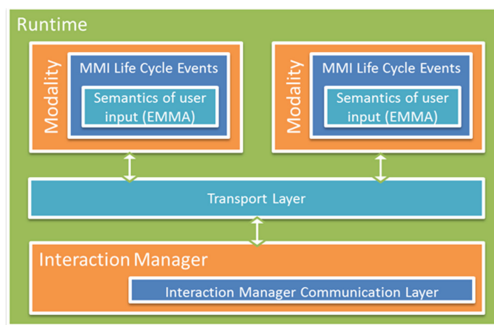 Runtime
Modality
MMI Life Cycle Events
Semantics of user
input (EMMA)
Modality
MMI Life Cycle Events
Semantics of user
input (EMMA)
Transport Layer
Interaction Manager
Interaction Manager Communication Layer